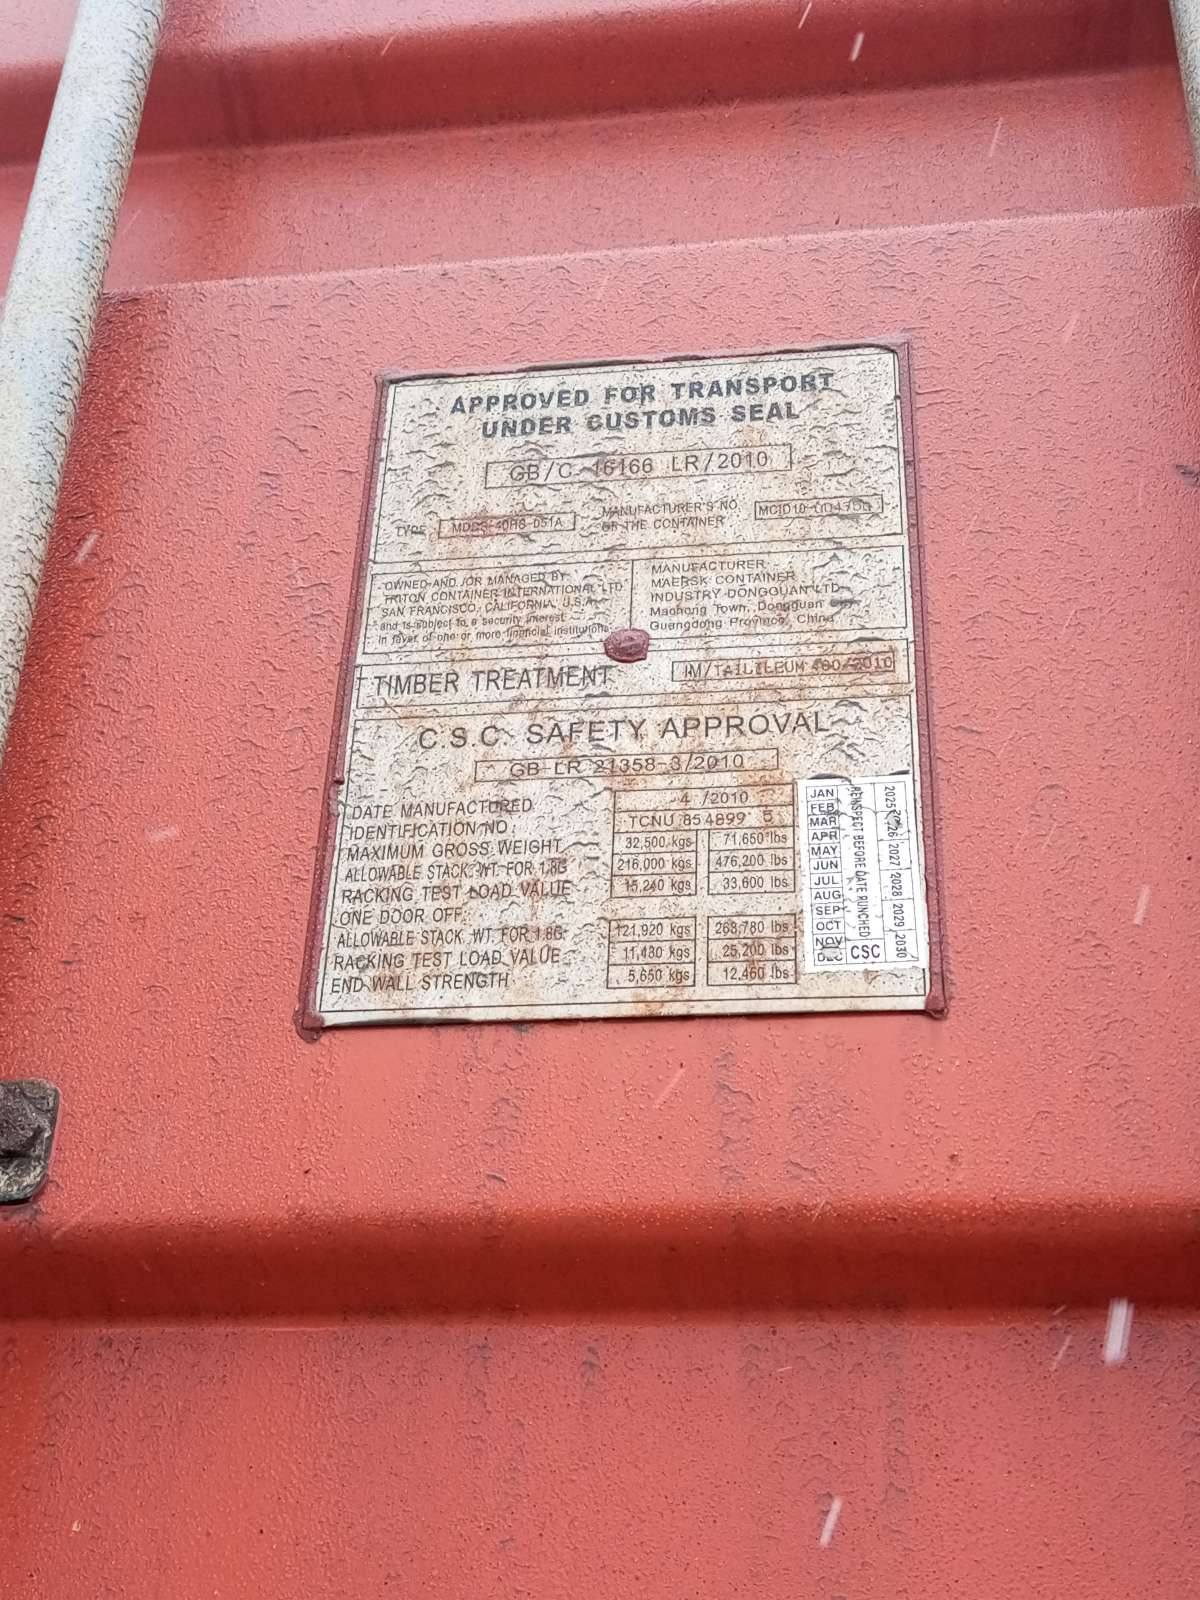 APPROVED FOR TRANSPORT
UNDER CUSTOMS SEAL
GB/C 16166 LR/2010
TYPE
MANUFACTURER'S NO.
OF THE CONTAINER
OWNED AND /OR MANAGED BY
TRITON CONTAINER INTERNATIONAL LTD
SAN FRANCISCO, CALIFORNIA, U.S.A.
and is subject to a security interest
in favor of one or more financial institutions
MANUFACTURER
MAERSK CONTAINER
INDUSTRY DONGGUAN LTD
Machong Town, Dongguan City
Guangdong Province, China
TIMBER TREATMENT
C.S.C. SAFETY APPROVAL
GB-LR 21358-3/2010
DATE MANUFACTURED 4 /2010
IDENTIFICATION NO. TCNU 854899 5
MAXIMUM GROSS WEIGHT 32,500 kgs 71,650 lbs
ALLOWABLE STACK. WT. FOR 1.8G 216,000 kgs 476,200 lbs
RACKING TEST LOAD VALUE 15,240 kgs 33,600 lbs
ONE DOOR OFF:
ALLOWABLE STACK. WT. FOR 1.8G 121,920 kgs 268,780 lbs
RACKING TEST LOAD VALUE 11,430 kgs 25,200 lbs
END WALL STRENGTH 5,650 kgs 12,460 lbs
JAN
FEB
MAR
APR
MAY
JUN
JUL
AUG
SEP
OCT
NOV
DEC
REINSPECT BEFORE DATE PUNCHED
CSC
2025 2026 2027 2028 2029 2030